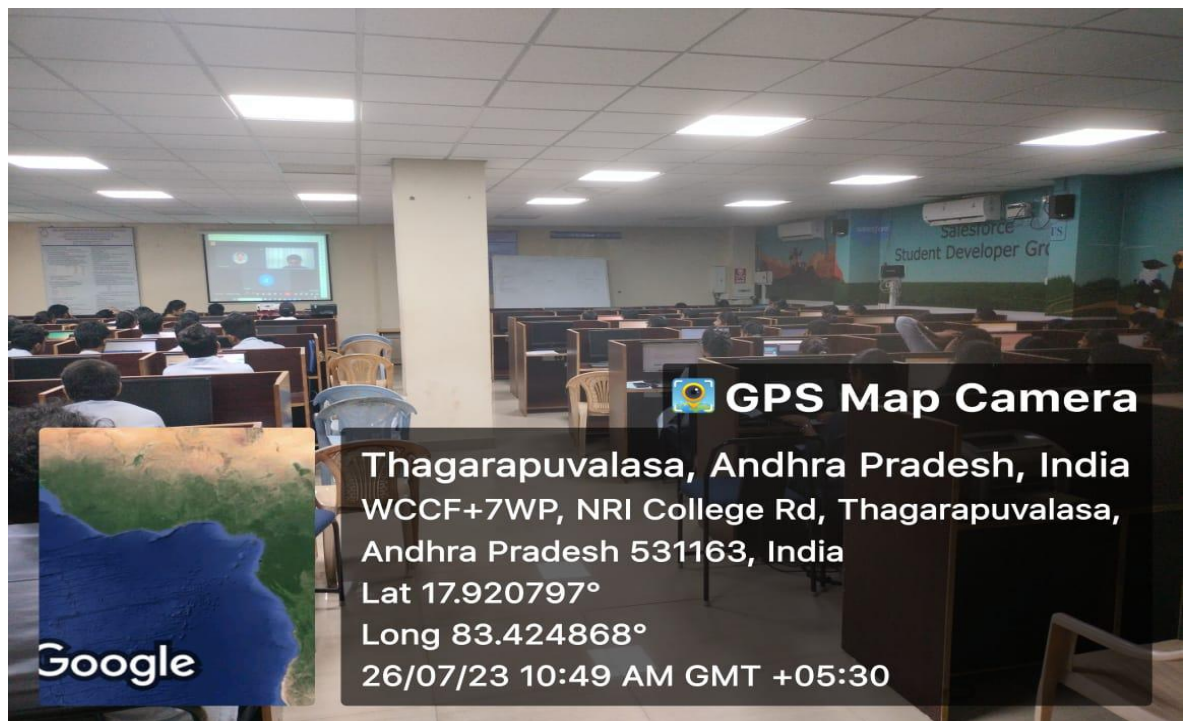 Salesforce
Student Developer Gro
TS
GPS Map Camera
Thagarapuvalasa, Andhra Pradesh, India
WCCF+7WP, NRI College Rd, Thagarapuvalasa,
Andhra Pradesh 531163, India
Lat 17.920797°
Long 83.424868°
26/07/23 10:49 AM GMT +05:30
Google